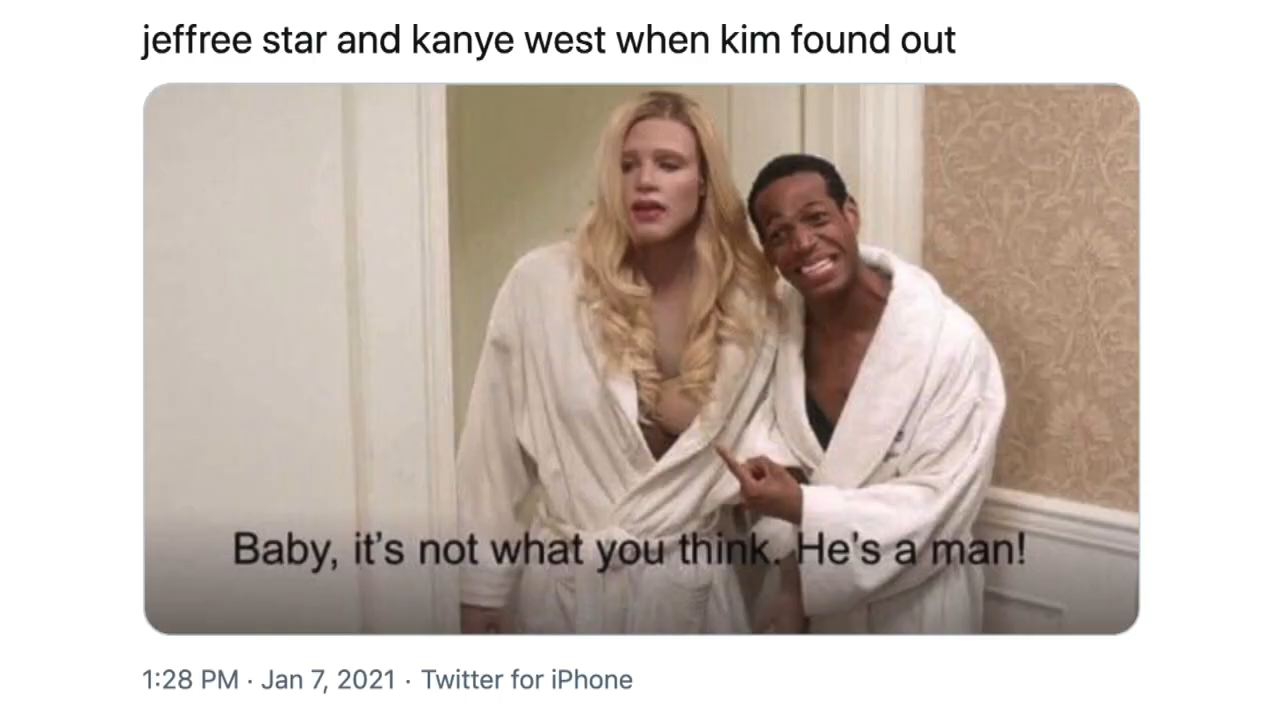 jeffree star and kanye west when kim found out
Baby, it's not what you think. He's a man!
1:28 PM · Jan 7, 2021 · Twitter for iPhone